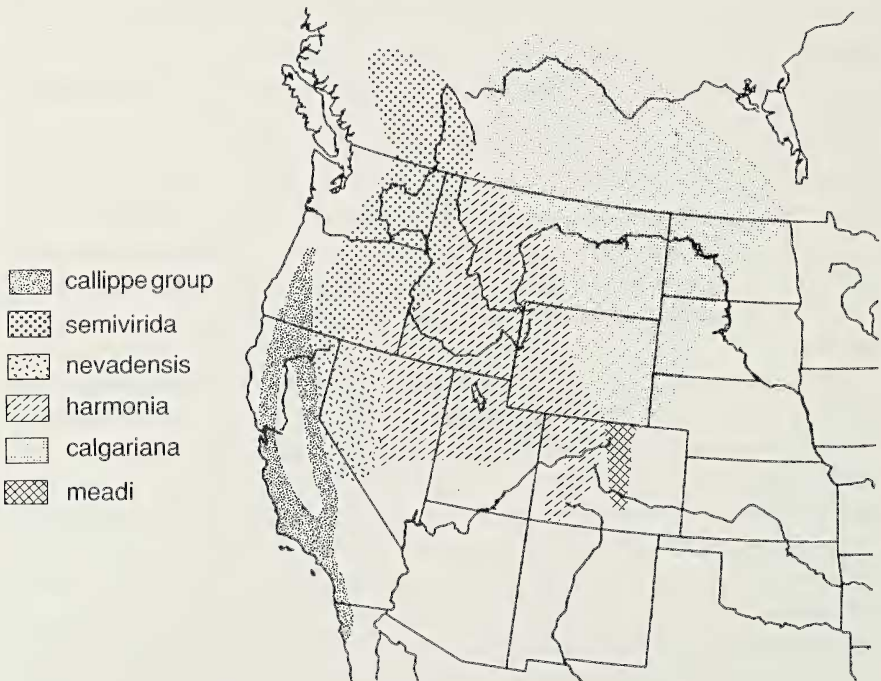 callippe group
semivirida
nevadensis
harmonia
calgariana
meadi